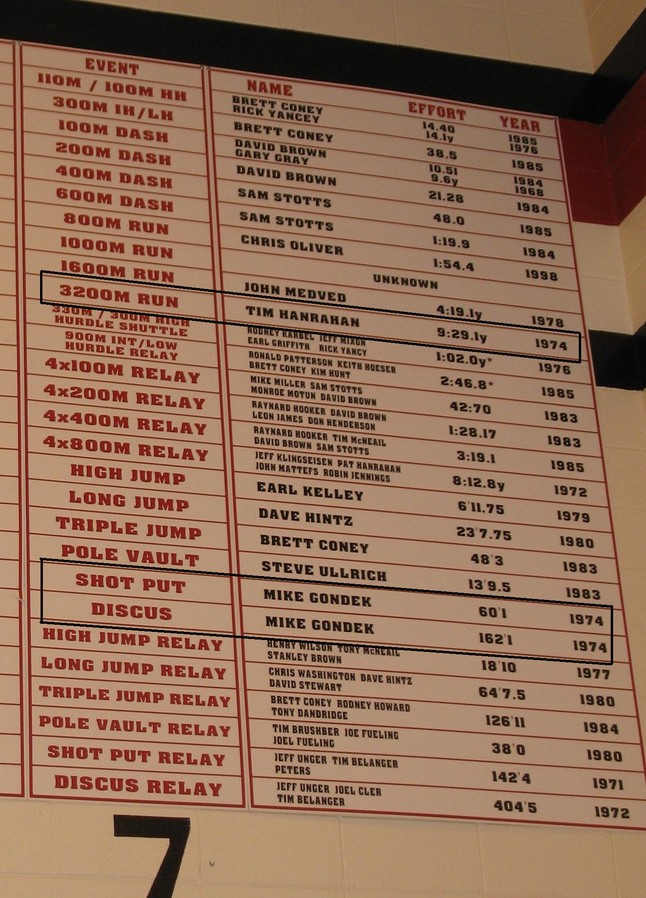 EVENT NAME EFFORT YEAR
110M / 100M HH BRETT CONEY 14.40 1985
RICK YANCEY 14.1y 1976
300M IH/LH BRETT CONEY 38.5 1985
100M DASH DAVID BROWN 10.51 1984
GARY GRAY 9.6y 1968
200M DASH DAVID BROWN 21.28 1984
400M DASH SAM STOTTS 48.0 1985
600M DASH SAM STOTTS 1:19.9 1984
800M RUN CHRIS OLIVER 1:54.4 1998
1000M RUN UNKNOWN
1600M RUN JOHN MEDVED 4:19.1y 1978
3200M RUN TIM HANRAHAN 9:29.1y 1974
330M / 300M HIGH RODNEY KARBEL JEFF MIXON
HURDLE SHUTTLE EARL GRIFFITH RICK YANCY 1:02.0y* 1976
900M INT/LOW RONALD PATTERSON KEITH HOESER
HURDLE RELAY BRETT CONEY KIM HUNT 2:46.8* 1985
4x100M RELAY MIKE MILLER SAM STOTTS 42:70 1983
MONROE MOTUN DAVID BROWN
4x200M RELAY RAYNARD HOOKER DAVID BROWN 1:28.17 1983
LEON JAMES DON HENDERSON
4x400M RELAY RAYNARD HOOKER TIM McNEAIL 3:19.1 1985
DAVID BROWN SAM STOTTS
4x800M RELAY JEFF KLINGSEISEN PAT HANRAHAN 8:12.8y 1972
JOHN MATTEFS ROBIN JENNINGS
HIGH JUMP EARL KELLEY 6'11.75 1979
LONG JUMP DAVE HINTZ 23'7.75 1980
TRIPLE JUMP BRETT CONEY 48'3 1983
POLE VAULT STEVE ULLRICH 13'9.5 1983
SHOT PUT MIKE GONDEK 60'1 1974
DISCUS MIKE GONDEK 162'1 1974
HIGH JUMP RELAY HENRY WILSON TONY McNEAIL 18'10 1977
STANLEY BROWN
LONG JUMP RELAY CHRIS WASHINGTON DAVE HINTZ 64'7.5 1980
DAVID STEWART
TRIPLE JUMP RELAY BRETT CONEY RODNEY HOWARD 126'11 1984
TONY DANDRIDGE
POLE VAULT RELAY TIM BRUSHBER JOE FUELING 38'0 1980
JOEL FUELING
SHOT PUT RELAY JEFF UNGER TIM BELANGER 142'4 1971
PETERS
DISCUS RELAY JEFF UNGER JOEL CLER 404'5 1972
TIM BELANGER
7